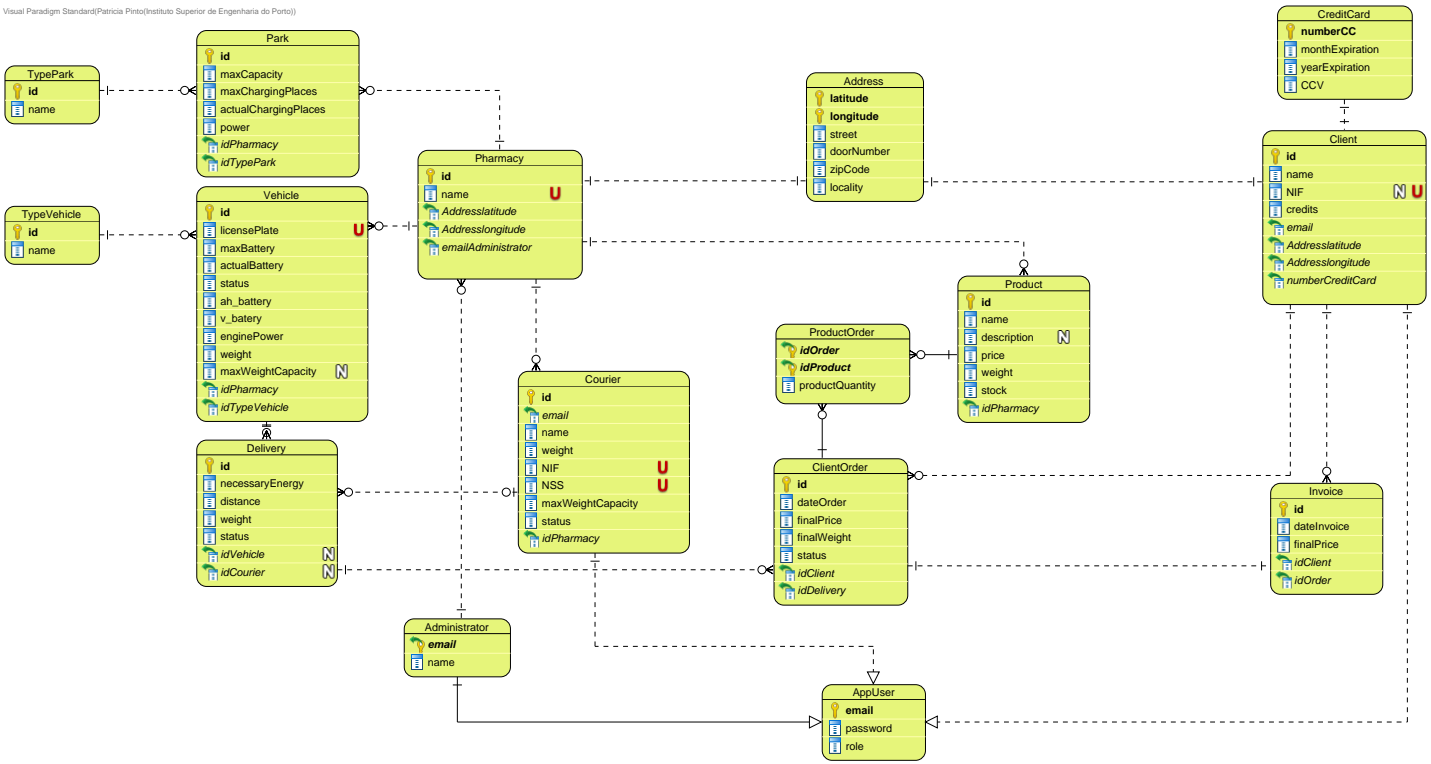 Visual Paradigm Standard(Patricia Pinto(Instituto Superior de Engenharia do Porto))
TypePark
id
name
Park
id
maxCapacity
maxChargingPlaces
actualChargingPlaces
power
idPharmacy
idTypePark
TypeVehicle
id
name
Vehicle
id
licensePlate U
maxBattery
actualBattery
status
ah_battery
v_batery
enginePower
weight
maxWeightCapacity N
idPharmacy
idTypeVehicle
Delivery
id
necessaryEnergy
distance
weight
status
idVehicle N
idCourier N
Pharmacy
id
name U
Addresslatitude
Addresslongitude
emailAdministrator
Courier
id
email
name
weight
NIF U
NSS U
maxWeightCapacity
status
idPharmacy
Administrator
email
name
Address
latitude
longitude
street
doorNumber
zipCode
locality
ProductOrder
idOrder
idProduct
productQuantity
Product
id
name
description N
price
weight
stock
idPharmacy
ClientOrder
id
dateOrder
finalPrice
finalWeight
status
idClient
idDelivery
AppUser
email
password
role
CreditCard
numberCC
monthExpiration
yearExpiration
CCV
Client
id
name
NIF N U
credits
email
Addresslatitude
Addresslongitude
numberCreditCard
Invoice
id
dateInvoice
finalPrice
idClient
idOrder